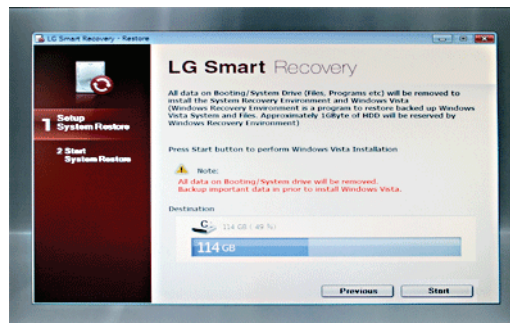 LG Smart Recovery - Restore
LG Smart Recovery
All data on Booting/System Drive (Files, Programs etc) will be removed to
install the System Recovery Environment and Windows Vista
(Windows Recovery Environment is a program to restore backed up Windows
Vista System and Files. Approximately 1GByte of HDD will be reserved by
Windows Recovery Environment)
1 Setup
System Restore
2 Start
System Restore
Press Start button to perform Windows Vista Installation
Note:
All data on Booting/System drive will be removed.
Backup important data in prior to install Windows Vista.
Destination
C: 114 GB ( 49 %)
114 GB
Previous
Start